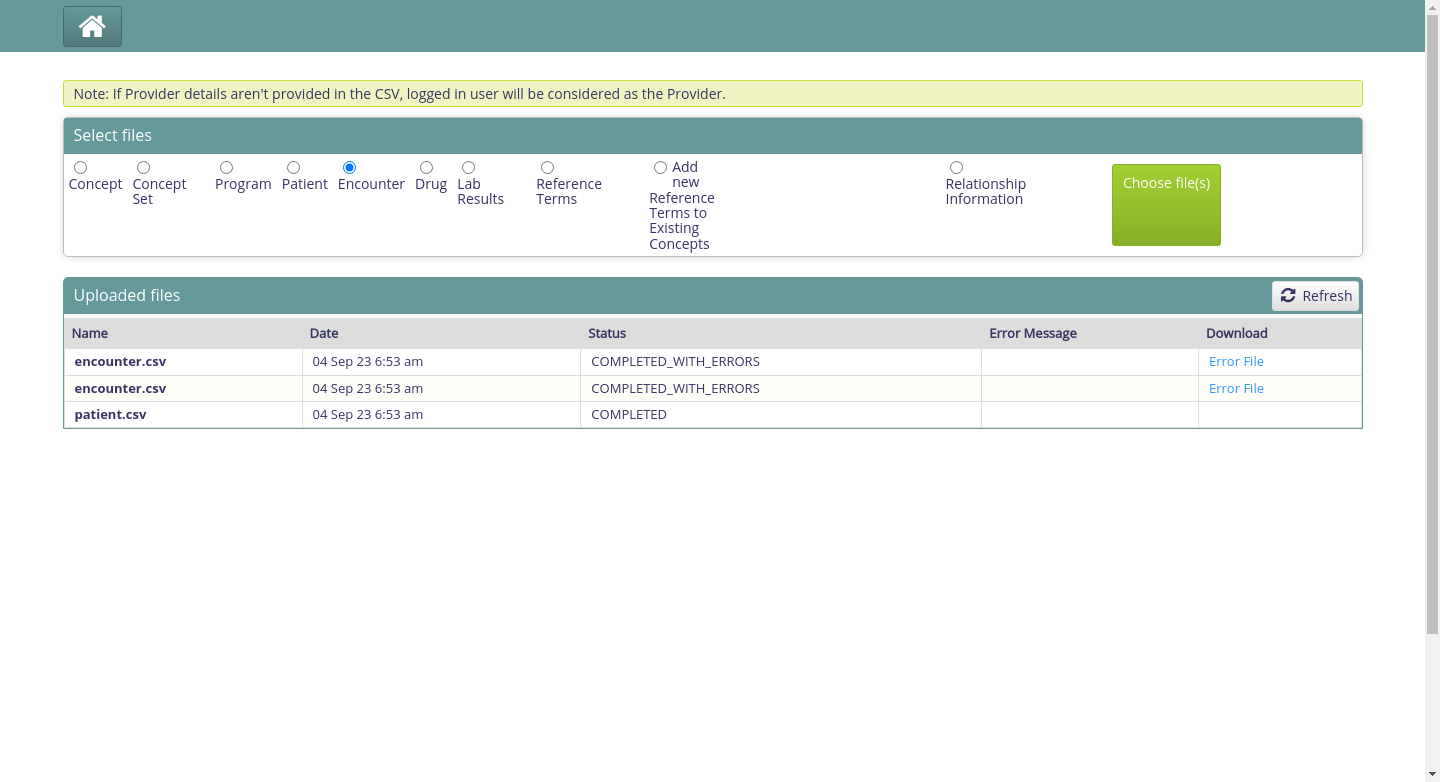 Note: If Provider details aren't provided in the CSV, logged in user will be considered as the Provider.
Select files
Concept
Concept
Set
Program
Patient
Encounter
Drug
Lab
Results
Reference
Terms
Add
new
Reference
Terms to
Existing
Concepts
Relationship
Information
Choose file(s)
Uploaded files
Refresh
Name Date Status Error Message Download
encounter.csv 04 Sep 23 6:53 am COMPLETED_WITH_ERRORS Error File
encounter.csv 04 Sep 23 6:53 am COMPLETED_WITH_ERRORS Error File
patient.csv 04 Sep 23 6:53 am COMPLETED